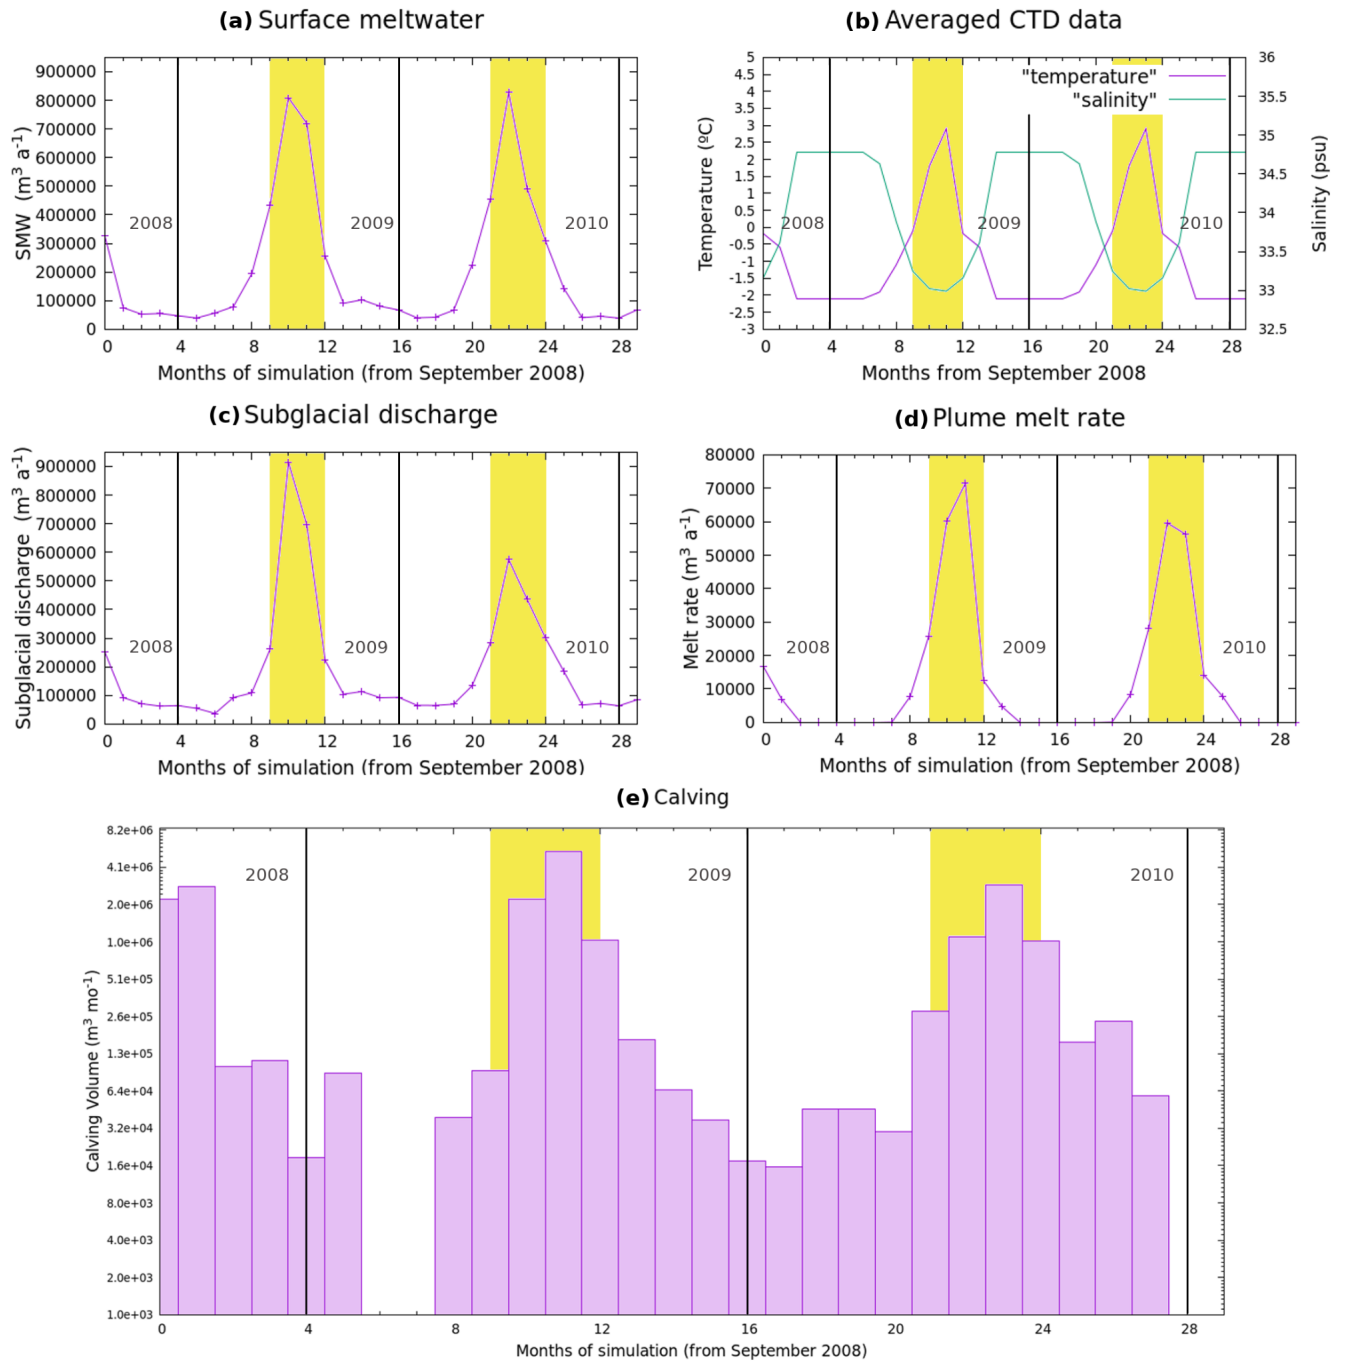 (a) Surface meltwater
SMW (m³ a⁻¹)
900000
800000
700000
600000
500000
400000
300000
200000
100000
0
2008
2009
2010
0 4 8 12 16 20 24 28
Months of simulation (from September 2008)
(b) Averaged CTD data
Temperature (ºC)
5
4.5
4
3.5
3
2.5
2
1.5
1
0.5
0
-0.5
-1
-1.5
-2
-2.5
-3
"temperature"
"salinity"
2008
2009
2010
36
35.5
35
34.5
34
33.5
33
32.5
Salinity (psu)
0 4 8 12 16 20 24 28
Months from September 2008
(c) Subglacial discharge
Subglacial discharge (m³ a⁻¹)
900000
800000
700000
600000
500000
400000
300000
200000
100000
0
2008
2009
2010
0 4 8 12 16 20 24 28
Months of simulation (from September 2008)
(d) Plume melt rate
Melt rate (m³ a⁻¹)
80000
70000
60000
50000
40000
30000
20000
10000
0
2008
2009
2010
0 4 8 12 16 20 24 28
Months of simulation (from September 2008)
(e) Calving
Calving Volume (m³ mo⁻¹)
8.2e+06
4.1e+06
2.0e+06
1.0e+06
5.1e+05
2.6e+05
1.3e+05
6.4e+04
3.2e+04
1.6e+04
8.0e+03
4.0e+03
2.0e+03
1.0e+03
2008
2009
2010
0 4 8 12 16 20 24 28
Months of simulation (from September 2008)